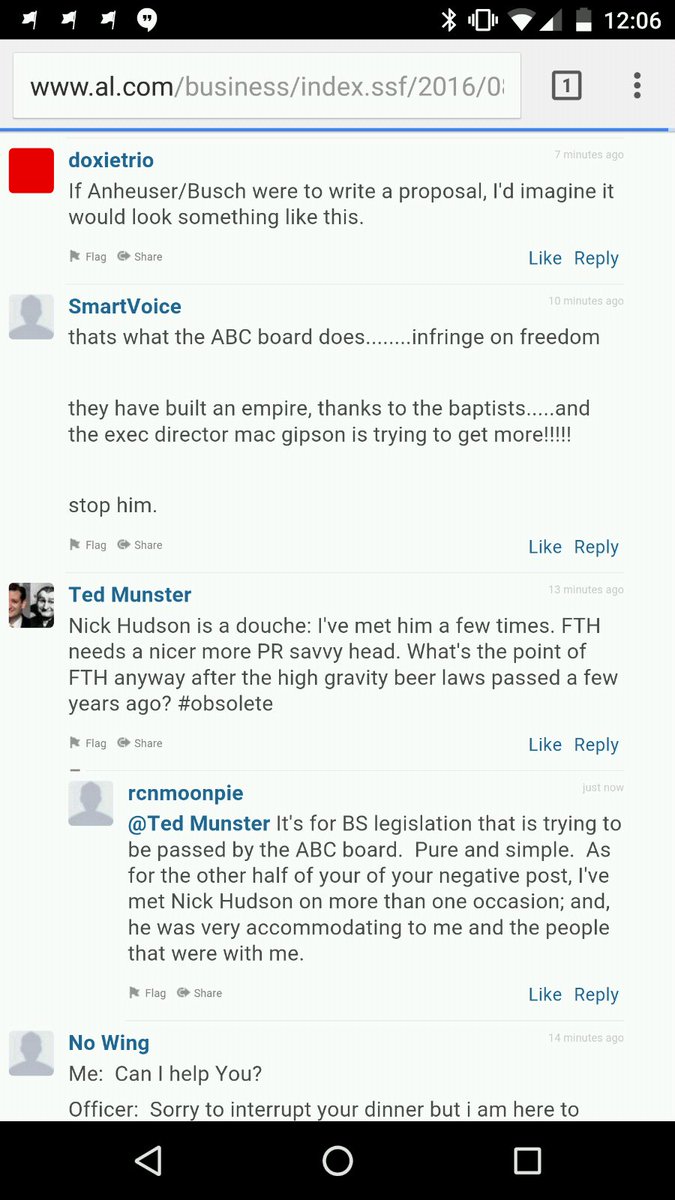 12:06
www.al.com/business/index.ssf/2016/08
1
doxietrio
7 minutes ago
If Anheuser/Busch were to write a proposal, I'd imagine it
would look something like this.
Flag Share
Like Reply
SmartVoice
10 minutes ago
thats what the ABC board does........infringe on freedom
they have built an empire, thanks to the baptists.....and
the exec director mac gipson is trying to get more!!!!!
stop him.
Flag Share
Like Reply
Ted Munster
13 minutes ago
Nick Hudson is a douche: I've met him a few times. FTH
needs a nicer more PR savvy head. What's the point of
FTH anyway after the high gravity beer laws passed a few
years ago? #obsolete
Flag Share
Like Reply
rcnmoonpie
just now
@Ted Munster It's for BS legislation that is trying to
be passed by the ABC board.  Pure and simple.  As
for the other half of your of your negative post, I've
met Nick Hudson on more than one occasion; and,
he was very accommodating to me and the people
that were with me.
Flag Share
Like Reply
No Wing
14 minutes ago
Me:  Can I help You?
Officer:  Sorry to interrupt your dinner but i am here to